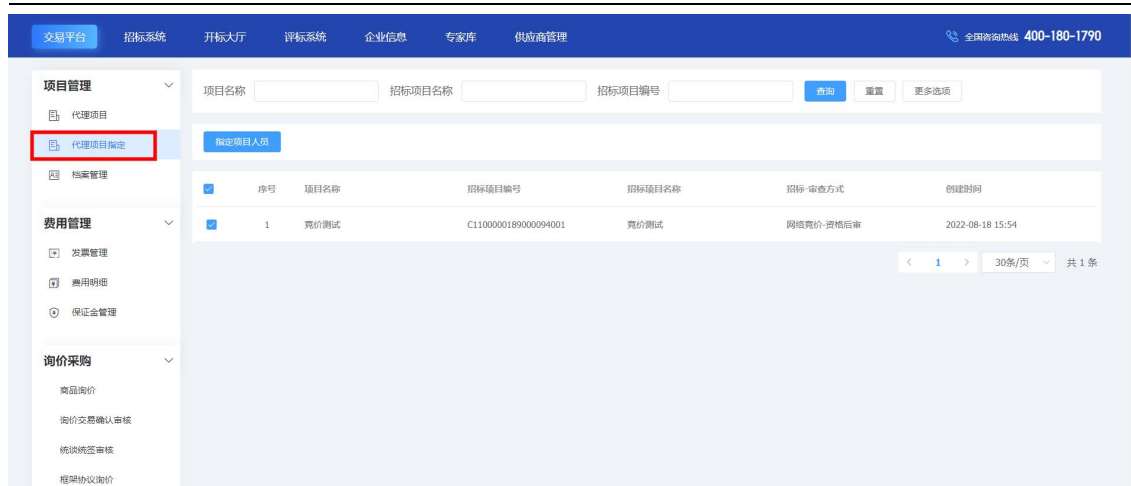 交易平台 招标系统 开标大厅 评标系统 企业信息 专家库 供应商管理 全国咨询热线 400-180-1790
项目管理
代理项目
代理项目指定
档案管理
费用管理
发票管理
费用明细
保证金管理
询价采购
商品询价
询价交易确认审核
统谈统签审核
框架协议询价
项目名称 招标项目名称 招标项目编号 查询 重置 更多选项
指定项目人员
序号 项目名称 招标项目编号 招标项目名称 招标-审查方式 创建时间
1 竞价测试 C1100000189000094001 竞价测试 网络竞价-资格后审 2022-08-18 15:54
1 30条/页 共 1 条